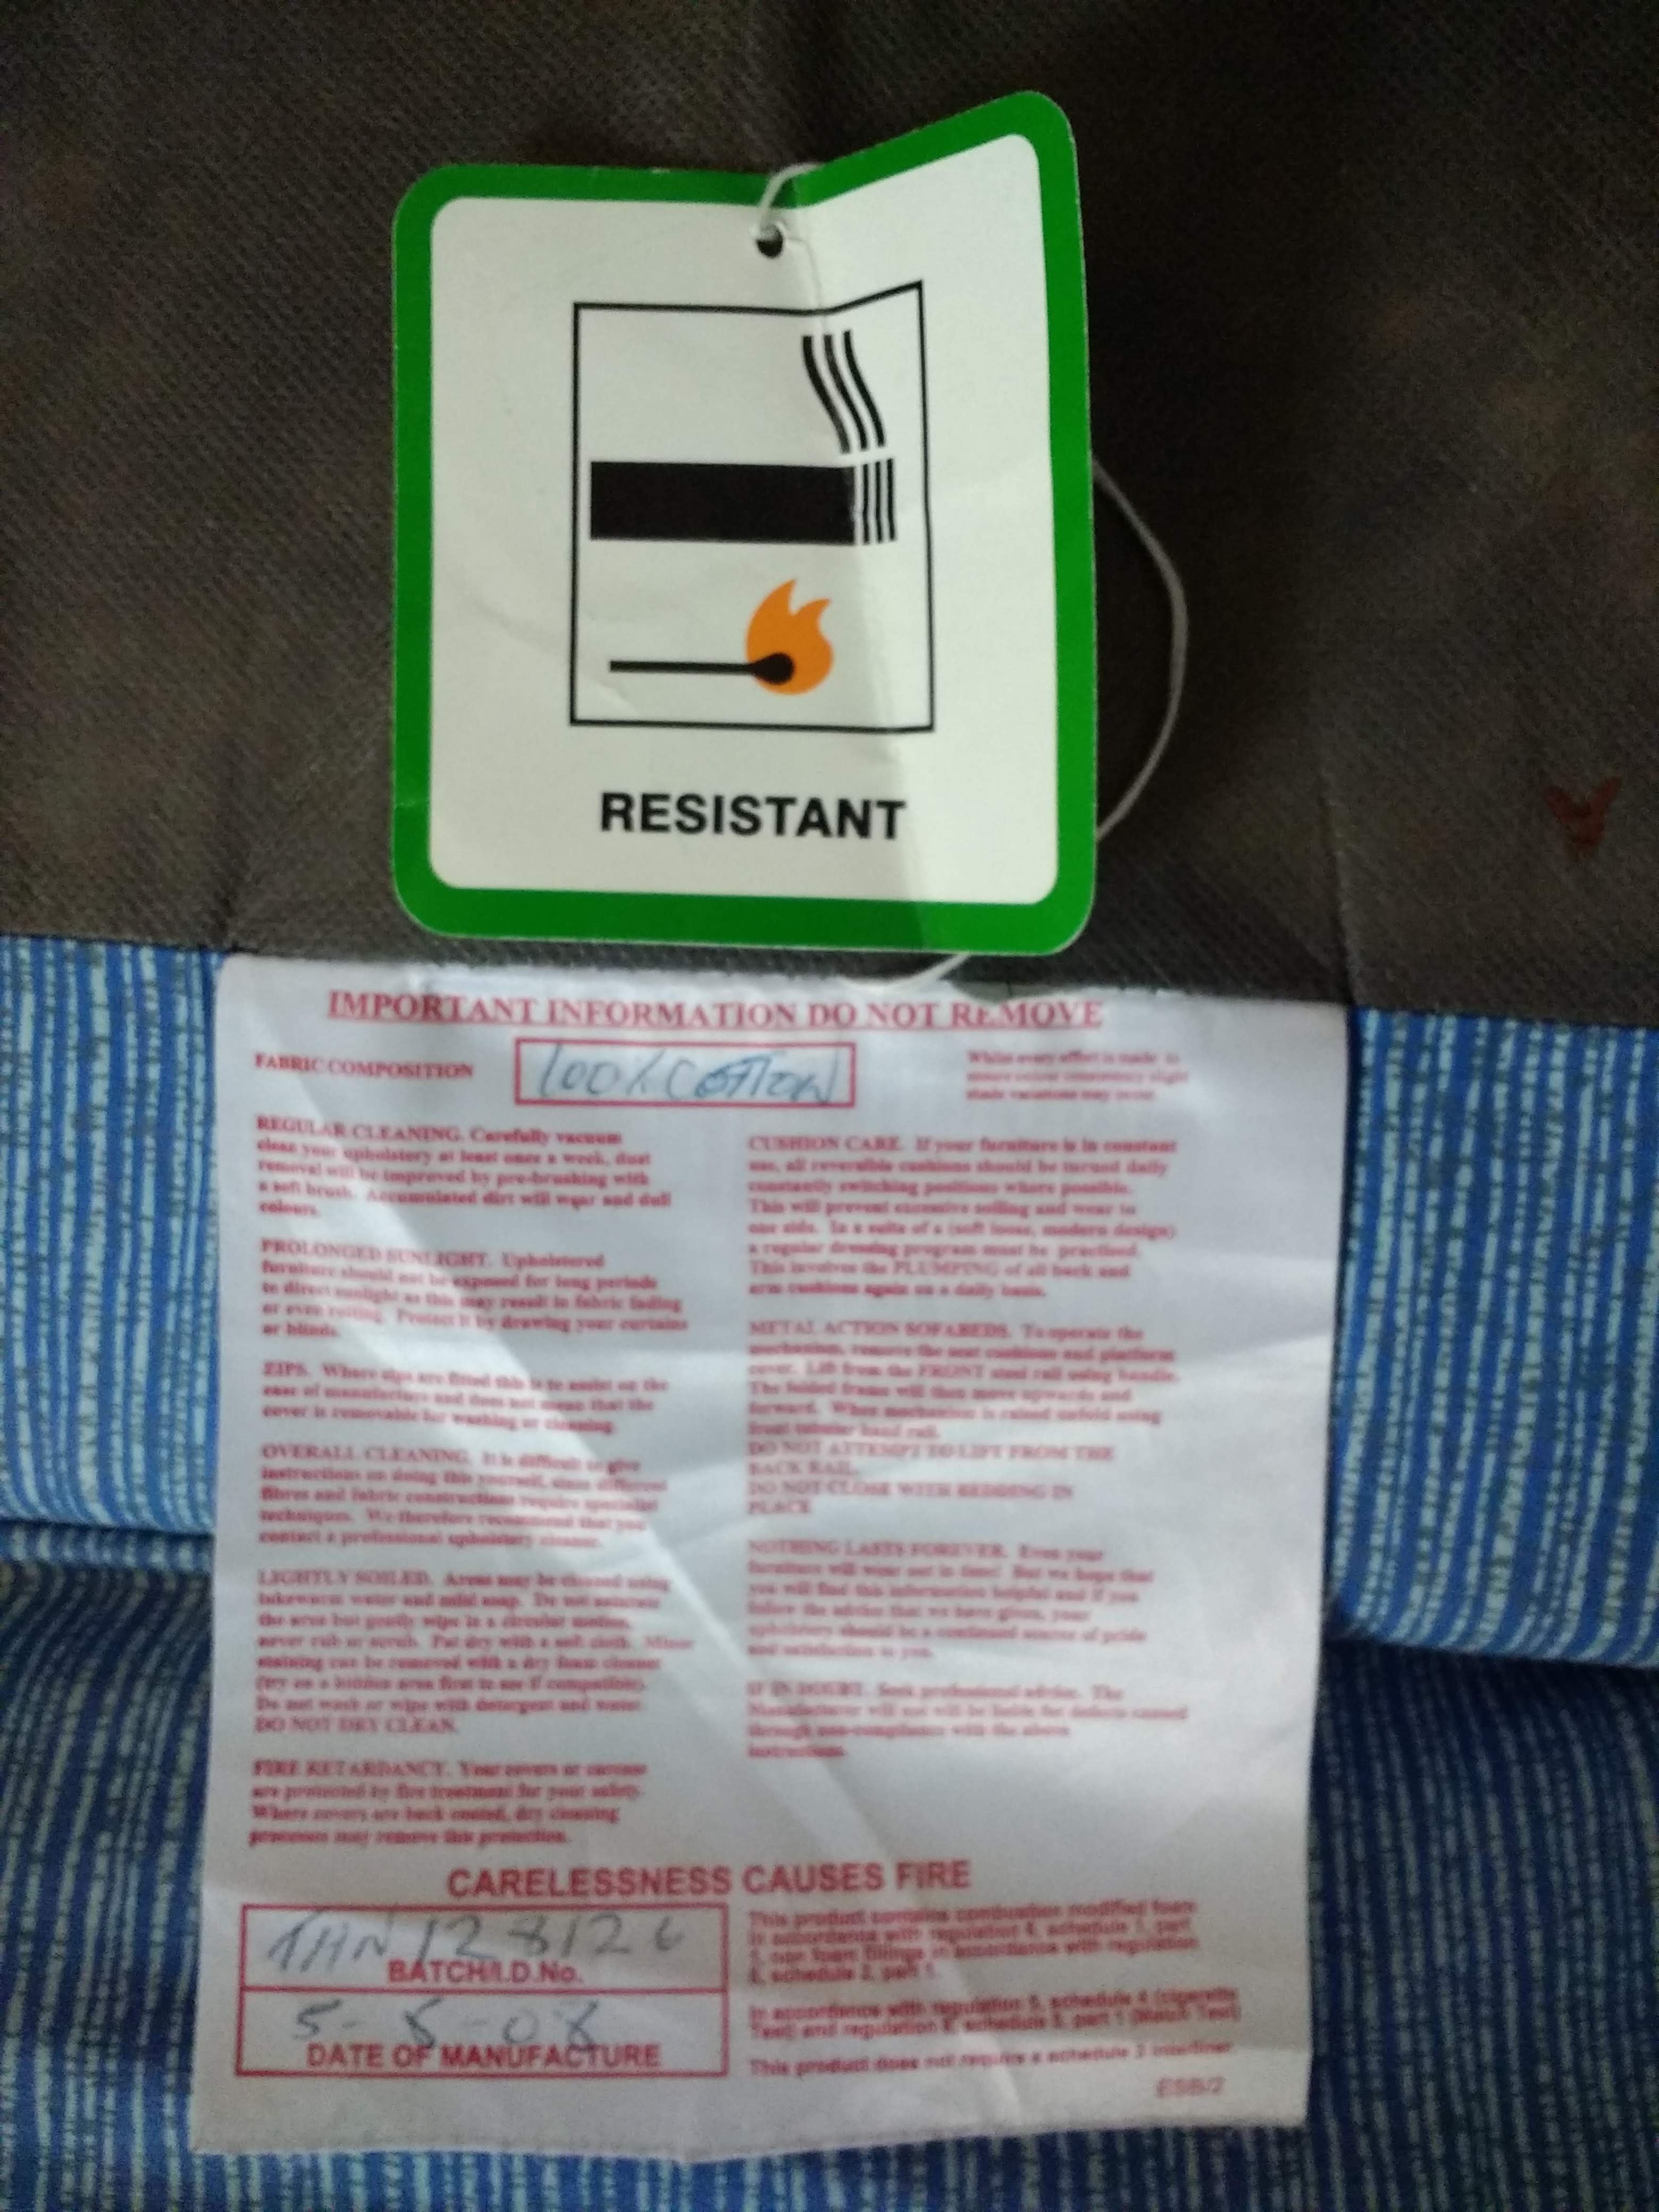 RESISTANT
IMPORTANT INFORMATION DO NOT REMOVE
FABRIC COMPOSITION
100% COTTON
Whilst every effort is made to
ensure colour consistency slight
shade variations may occur.
REGULAR CLEANING. Carefully vacuum
clean your upholstery at least once a week, dust
removal will be improved by pre-brushing with
a soft brush. Accumulated dirt will wear and dull
colours.
PROLONGED SUNLIGHT. Upholstered
furniture should not be exposed for long periods
to direct sunlight as this may result in fabric fading
or even rotting. Protect it by drawing your curtains
or blinds.
ZIPS. Where zips are fitted this is to assist on the
ease of manufacture and does not mean that the
cover is removable for washing or cleaning.
OVERALL CLEANING. It is difficult to give
instructions on doing this yourself, since different
fibres and fabric constructions require specialist
techniques. We therefore recommend that you
contact a professional upholstery cleaner.
LIGHTLY SOILED. Areas may be cleaned using
lukewarm water and mild soap. Do not saturate
the area but gently wipe in a circular motion,
never rub or scrub. Pat dry with a soft cloth. Minor
staining can be removed with a dry foam cleaner
(try on a hidden area first to see if compatible).
Do not wash or wipe with detergent and water.
DO NOT DRY CLEAN.
FIRE RETARDANCY. Your covers or carcase
are protected by fire treatment for your safety.
Where covers are back coated, dry cleaning
processes may remove this protection.
CUSHION CARE. If your furniture is in constant
use, all reversible cushions should be turned daily
constantly switching positions where possible.
This will prevent excessive soiling and wear to
one side. In a suite of a (soft loose, modern design)
a regular dressing program must be practised.
This involves the PLUMPING of all back and
arm cushions again on a daily basis.
METAL ACTION SOFABEDS. To operate the
mechanism, remove the seat cushions and platform
cover. Lift from the FRONT steel rail using handle.
The folded frame will then move upwards and
forward. When mechanism is raised unfold using
front tubular hand rail.
DO NOT ATTEMPT TO LIFT FROM THE
BACK RAIL.
DO NOT CLOSE WITH BEDDING IN
PLACE
NOTHING LASTS FOREVER. Even your
furniture will wear out in time! But we hope that
you will find this information helpful and if you
follow the advice that we have given, your
upholstery should be a continued source of pride
and satisfaction to you.
IF IN DOUBT. Seek professional advice. The
Manufacturer will not will be liable for defects caused
through non-compliance with the above
instructions.
CARELESSNESS CAUSES FIRE
128126
BATCH/I.D.No.
5-8-08
DATE OF MANUFACTURE
This product contains combustion modified foam
in accordance with regulation 6, schedule 1, part
1, non foam fillings in accordance with regulation
6, schedule 2, part 1.
In accordance with regulation 5, schedule 4 (cigarette
Test) and regulation 6, schedule 5, part 1 (Match Test)
This product does not require a schedule 3 interliner.